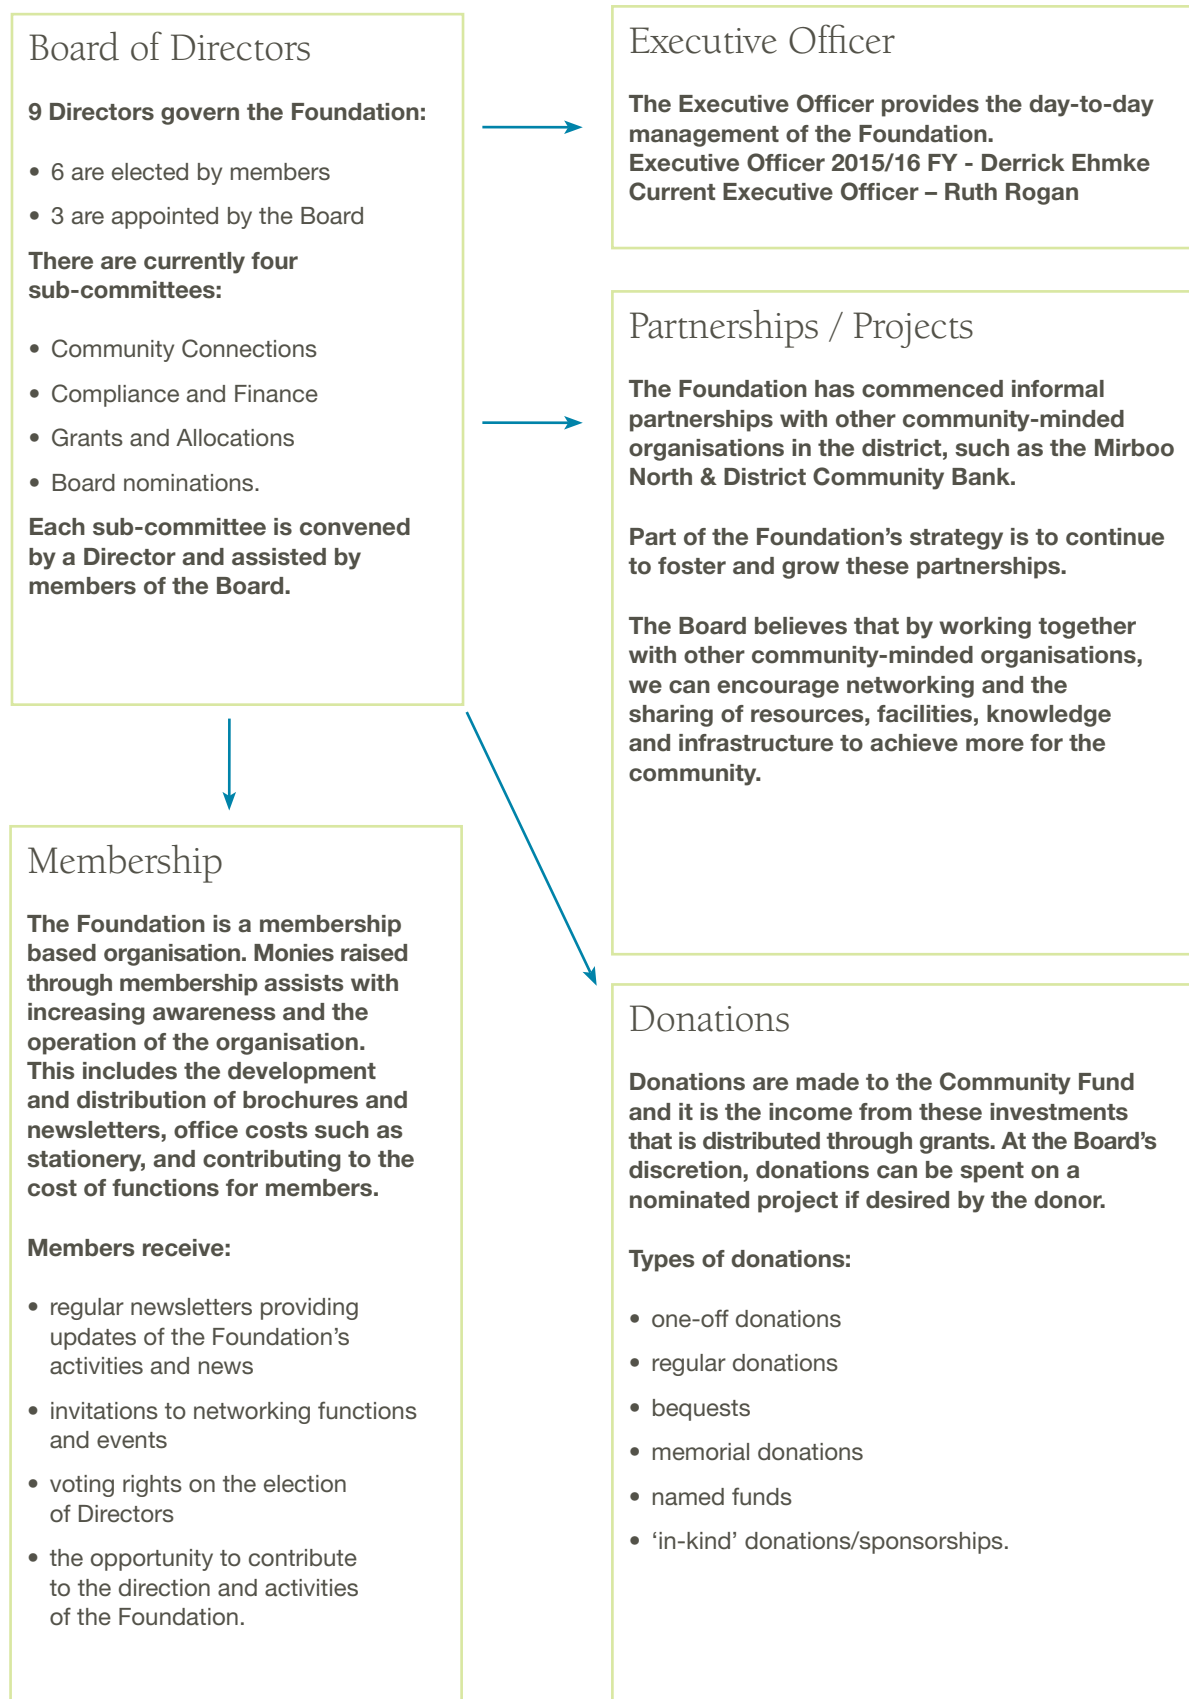 Board of Directors
9 Directors govern the Foundation:
• 6 are elected by members
• 3 are appointed by the Board
There are currently four
sub-committees:
• Community Connections
• Compliance and Finance
• Grants and Allocations
• Board nominations.
Each sub-committee is convened
by a Director and assisted by
members of the Board.
Executive Officer
The Executive Officer provides the day-to-day
management of the Foundation.
Executive Officer 2015/16 FY - Derrick Ehmke
Current Executive Officer – Ruth Rogan
Partnerships / Projects
The Foundation has commenced informal
partnerships with other community-minded
organisations in the district, such as the Mirboo
North & District Community Bank.
Part of the Foundation’s strategy is to continue
to foster and grow these partnerships.
The Board believes that by working together
with other community-minded organisations,
we can encourage networking and the
sharing of resources, facilities, knowledge
and infrastructure to achieve more for the
community.
Membership
The Foundation is a membership
based organisation. Monies raised
through membership assists with
increasing awareness and the
operation of the organisation.
This includes the development
and distribution of brochures and
newsletters, office costs such as
stationery, and contributing to the
cost of functions for members.
Members receive:
• regular newsletters providing
updates of the Foundation’s
activities and news
• invitations to networking functions
and events
• voting rights on the election
of Directors
• the opportunity to contribute
to the direction and activities
of the Foundation.
Donations
Donations are made to the Community Fund
and it is the income from these investments
that is distributed through grants. At the Board’s
discretion, donations can be spent on a
nominated project if desired by the donor.
Types of donations:
• one-off donations
• regular donations
• bequests
• memorial donations
• named funds
• ‘in-kind’ donations/sponsorships.